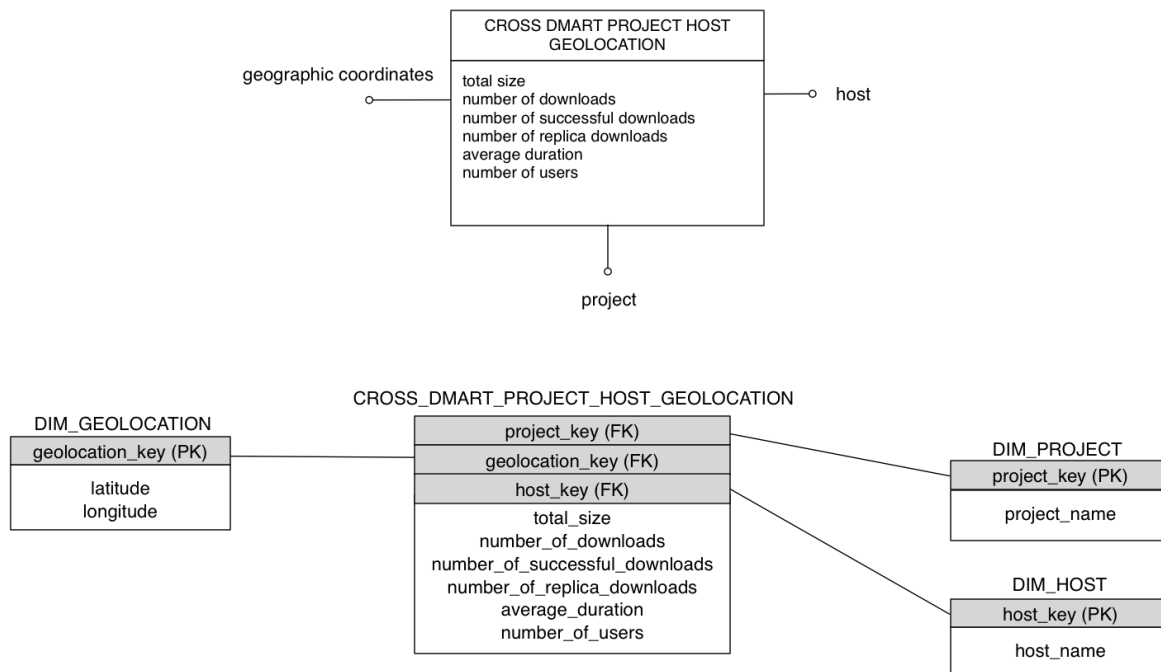 CROSS DMART PROJECT HOST
GEOLOCATION
geographic coordinates
total size
number of downloads
number of successful downloads
number of replica downloads
average duration
number of users
host
project
CROSS_DMART_PROJECT_HOST_GEOLOCATION
DIM_GEOLOCATION
geolocation_key (PK)
latitude
longitude
project_key (FK)
geolocation_key (FK)
host_key (FK)
total_size
number_of_downloads
number_of_successful_downloads
number_of_replica_downloads
average_duration
number_of_users
DIM_PROJECT
project_key (PK)
project_name
DIM_HOST
host_key (PK)
host_name